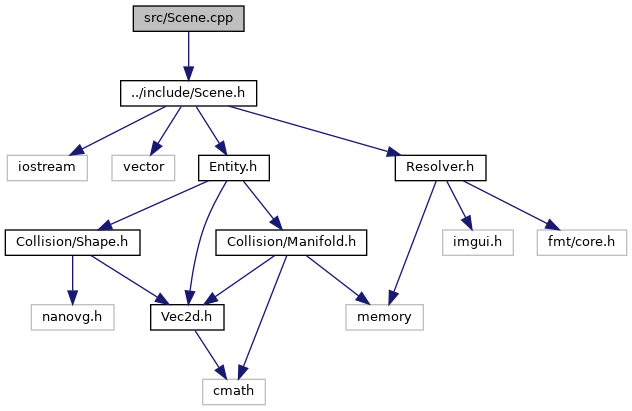 src/Scene.cpp
../include/Scene.h
iostream
vector
Entity.h
Resolver.h
Collision/Shape.h
Collision/Manifold.h
imgui.h
fmt/core.h
nanovg.h
Vec2d.h
memory
cmath